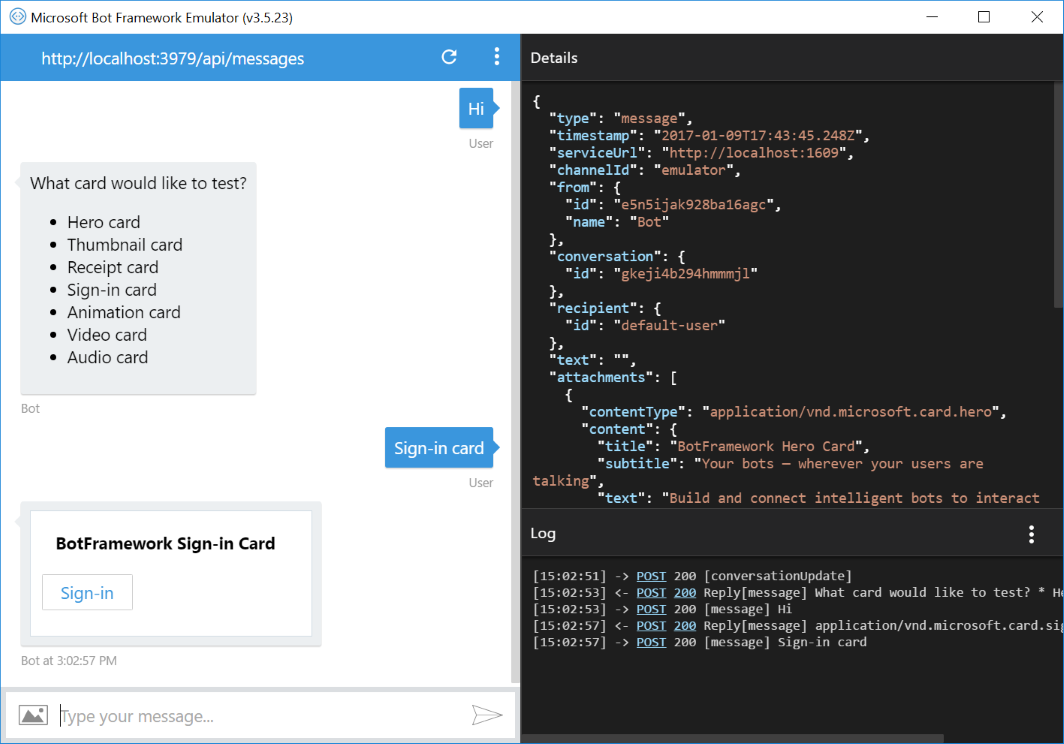 Microsoft Bot Framework Emulator (v3.5.23)
http://localhost:3979/api/messages
Hi
User
What card would like to test?
Hero card
Thumbnail card
Receipt card
Sign-in card
Animation card
Video card
Audio card
Bot
Sign-in card
User
BotFramework Sign-in Card
Sign-in
Bot at 3:02:57 PM
Type your message...
Details
{
"type": "message",
"timestamp": "2017-01-09T17:43:45.248Z",
"serviceUrl": "http://localhost:1609",
"channelId": "emulator",
"from": {
"id": "e5n5ijak928ba16agc",
"name": "Bot"
},
"conversation": {
"id": "gkeji4b294hmmmjl"
},
"recipient": {
"id": "default-user"
},
"text": "",
"attachments": [
{
"contentType": "application/vnd.microsoft.card.hero",
"content": {
"title": "BotFramework Hero Card",
"subtitle": "Your bots — wherever your users are
talking",
"text": "Build and connect intelligent bots to interact
Log
[15:02:51] -> POST 200 [conversationUpdate]
[15:02:53] <- POST 200 Reply[message] What card would like to test? * He
[15:02:53] -> POST 200 [message] Hi
[15:02:57] <- POST 200 Reply[message] application/vnd.microsoft.card.sig
[15:02:57] -> POST 200 [message] Sign-in card